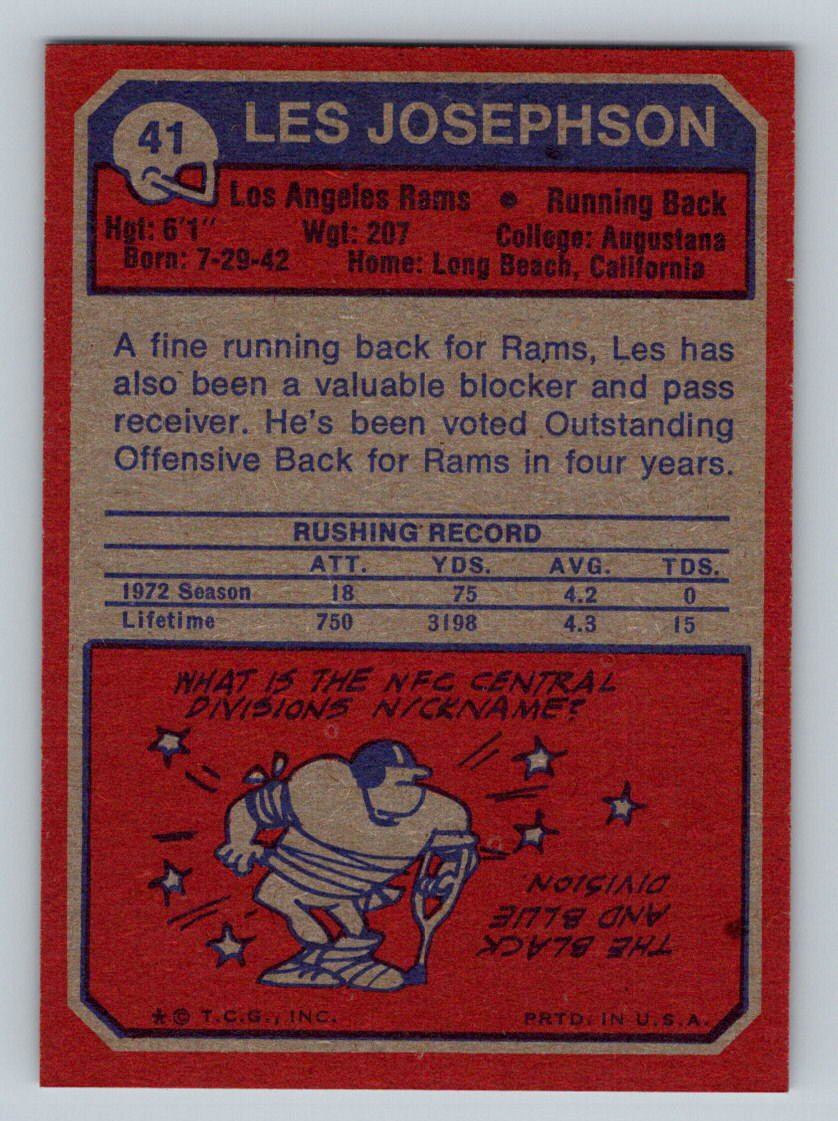 41
LES JOSEPHSON
Los Angeles Rams • Running Back
Hgt: 6'1" Wgt: 207 College: Augustana
Born: 7-29-42 Home: Long Beach, California
A fine running back for Rams, Les has
also been a valuable blocker and pass
receiver. He's been voted Outstanding
Offensive Back for Rams in four years.
RUSHING RECORD
ATT. YDS. AVG. TDS.
1972 Season 18 75 4.2 0
Lifetime 750 3198 4.3 15
WHAT IS THE NFC CENTRAL
DIVISIONS NICKNAME?
THE BLACK
AND BLUE
DIVISION.
* © T.C.G., INC. PRTD. IN U.S.A.